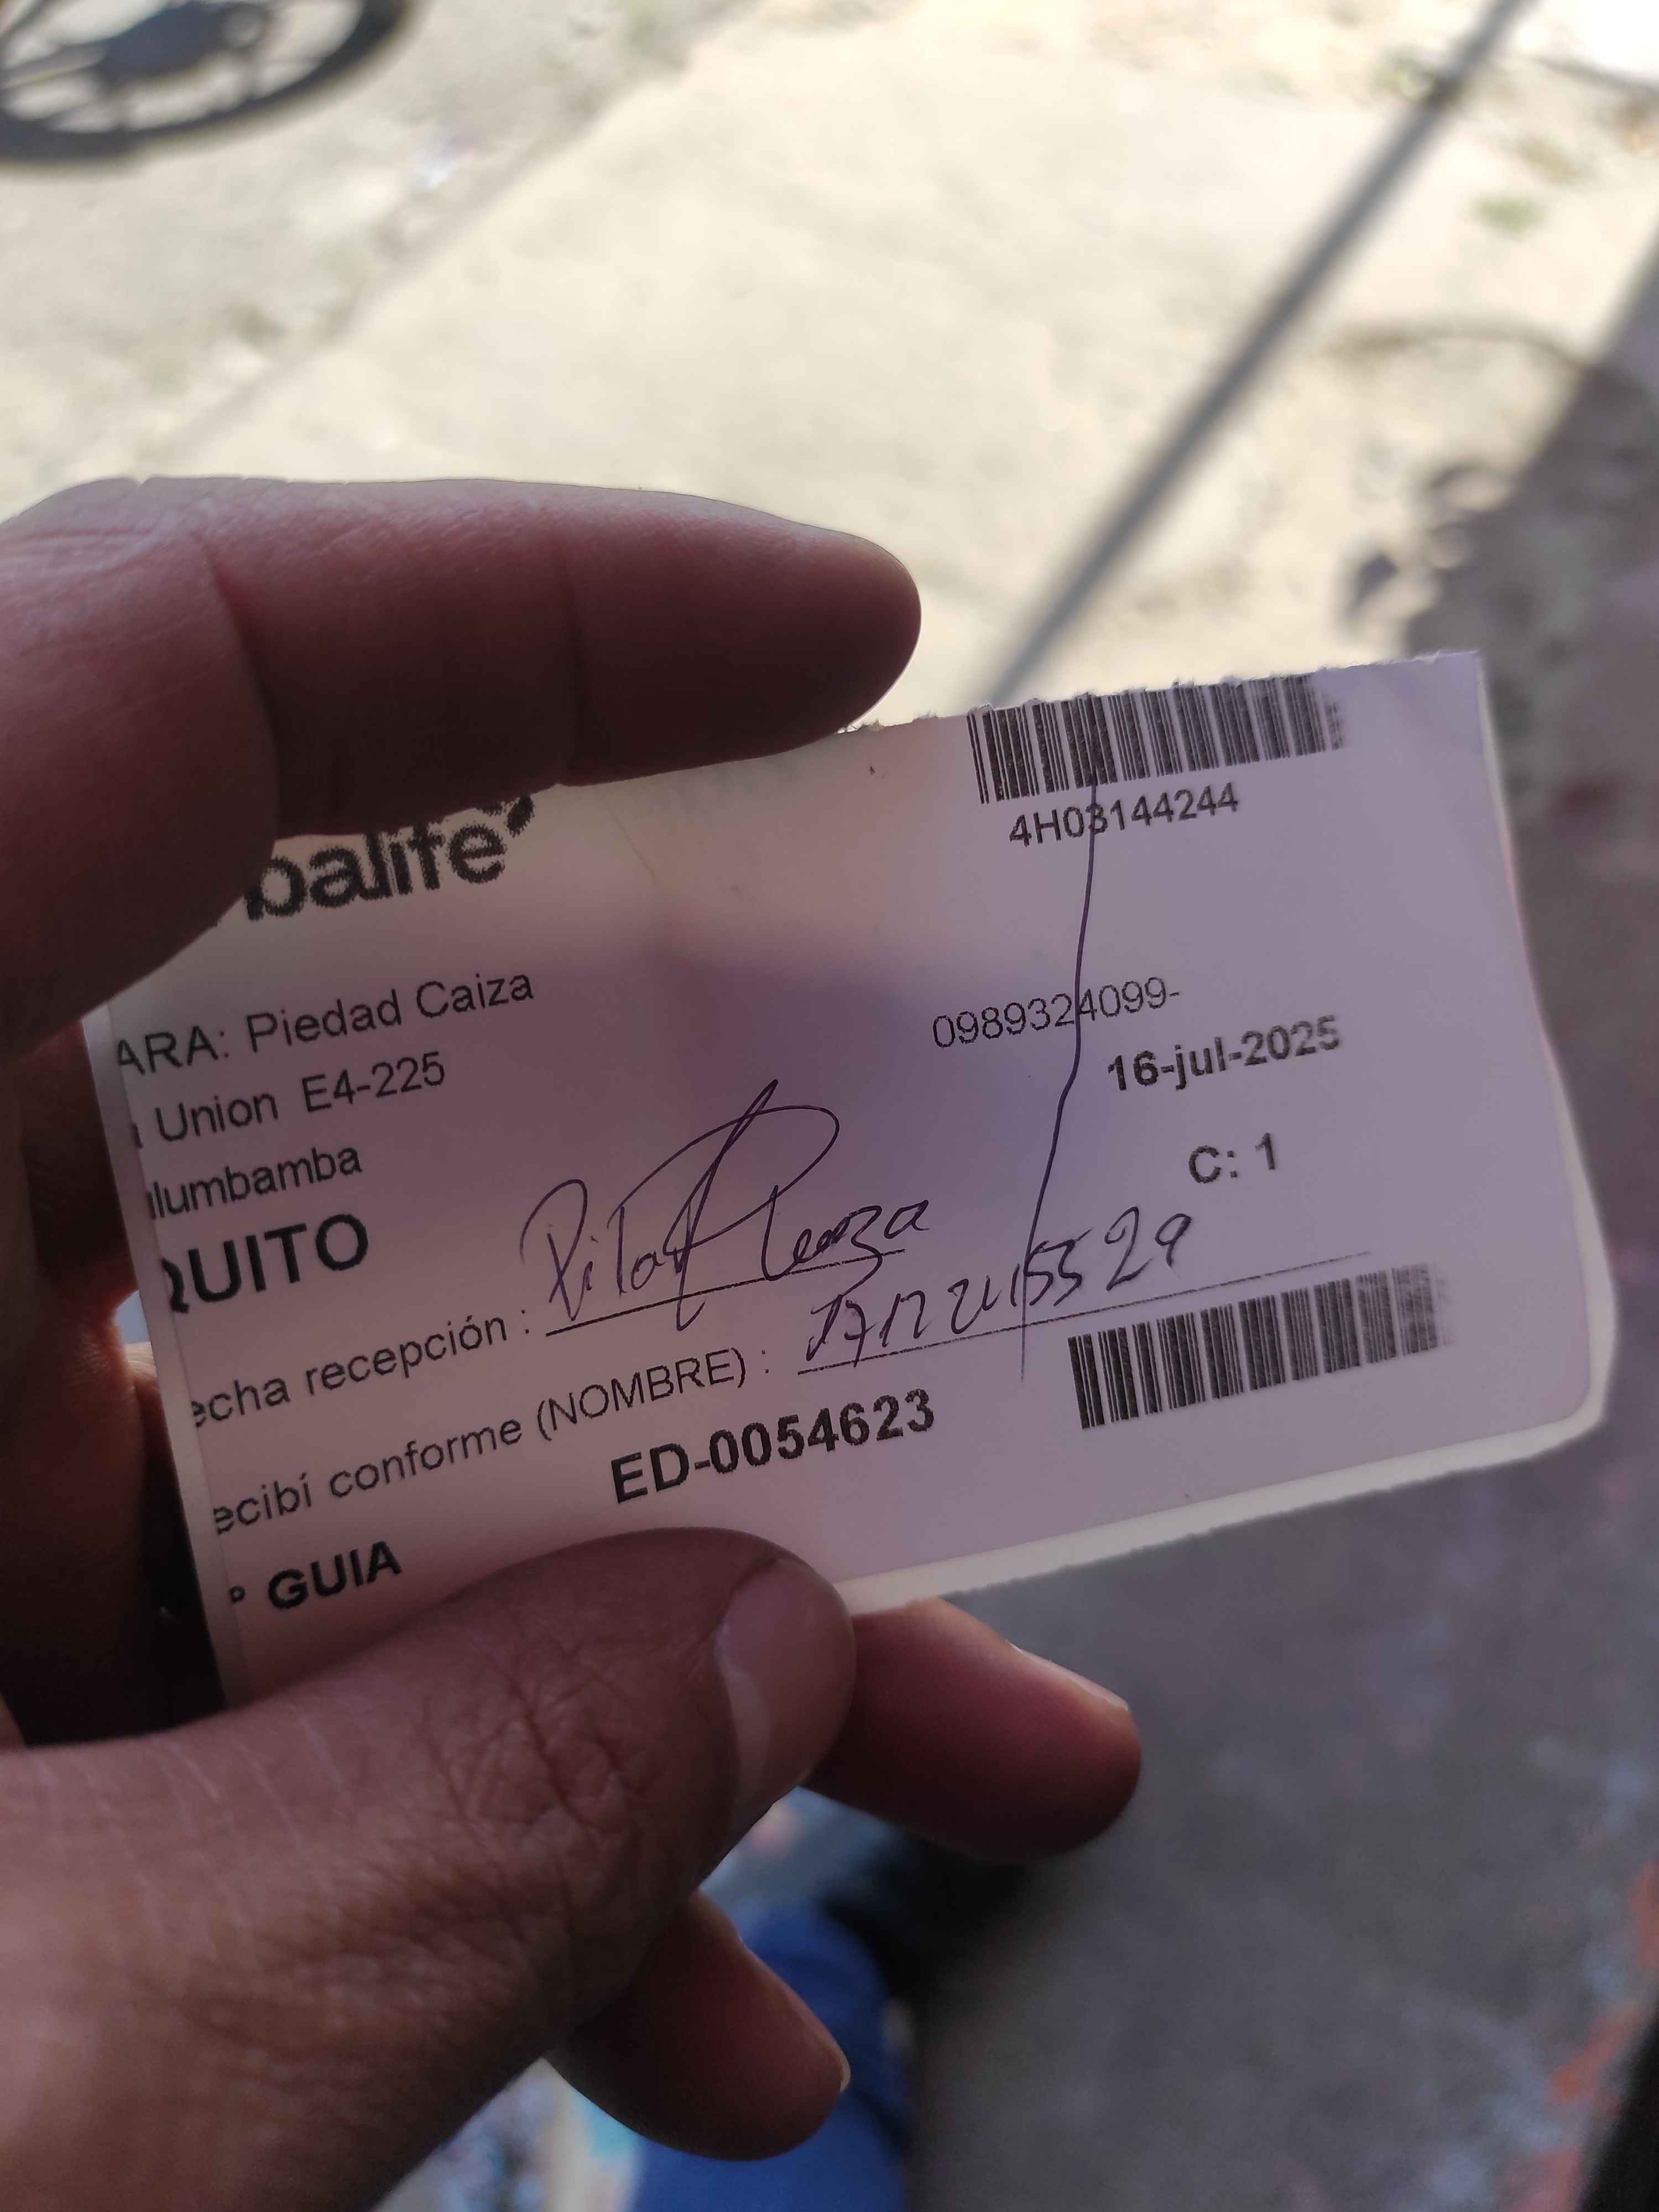 balife
4H03144244
ARA: Piedad Caiza
0989324099-
Union E4-225
16-jul-2025
lumbamba
C: 1
QUITO
echa recepción :
ecibí conforme (NOMBRE) :
° GUIA ED-0054623